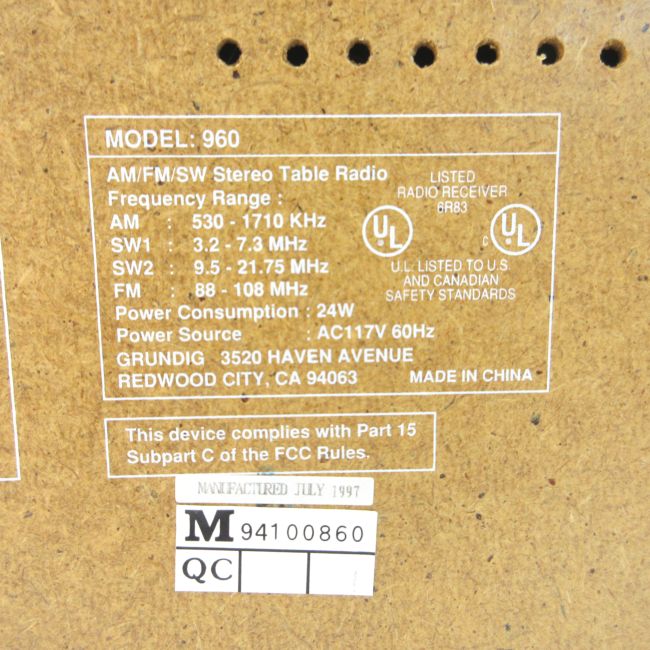 MODEL: 960
AM/FM/SW Stereo Table Radio
Frequency Range :
AM : 530 - 1710 KHz
SW1 : 3.2 - 7.3 MHz
SW2 : 9.5 - 21.75 MHz
FM : 88 - 108 MHz
Power Consumption : 24W
Power Source : AC117V 60Hz
GRUNDIG 3520 HAVEN AVENUE
REDWOOD CITY, CA 94063
MADE IN CHINA
LISTED
RADIO RECEIVER
6R83
UL
C UL
U.L. LISTED TO U.S.
AND CANADIAN
SAFETY STANDARDS
This device complies with Part 15
Subpart C of the FCC Rules.
MANUFACTURED JULY 1997
M 94100860
QC